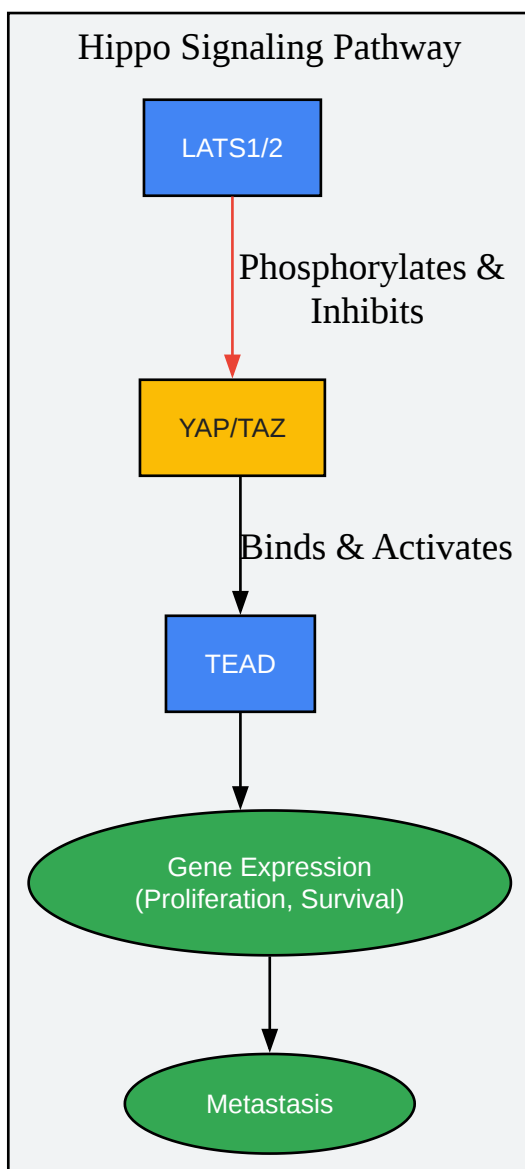 Hippo Signaling Pathway
LATS1/2
Phosphorylates &
Inhibits
YAP/TAZ
Binds & Activates
TEAD
Gene Expression
(Proliferation, Survival)
Metastasis